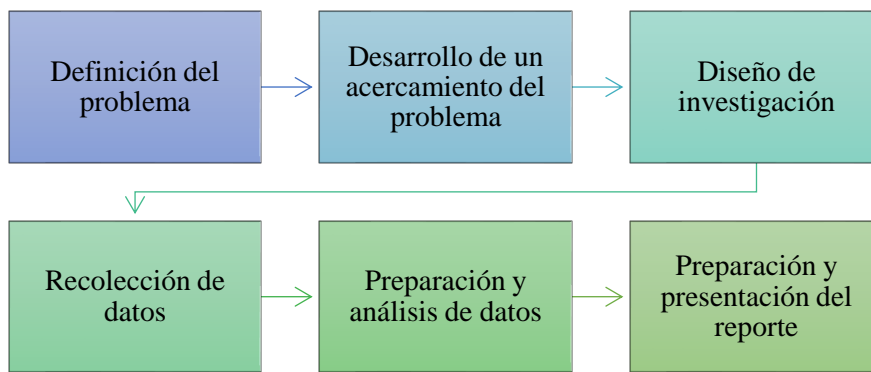 Definición del
problema
Desarrollo de un
acercamiento del
problema
Diseño de
investigación
Recolección de
datos
Preparación y
análisis de datos
Preparación y
presentación del
reporte